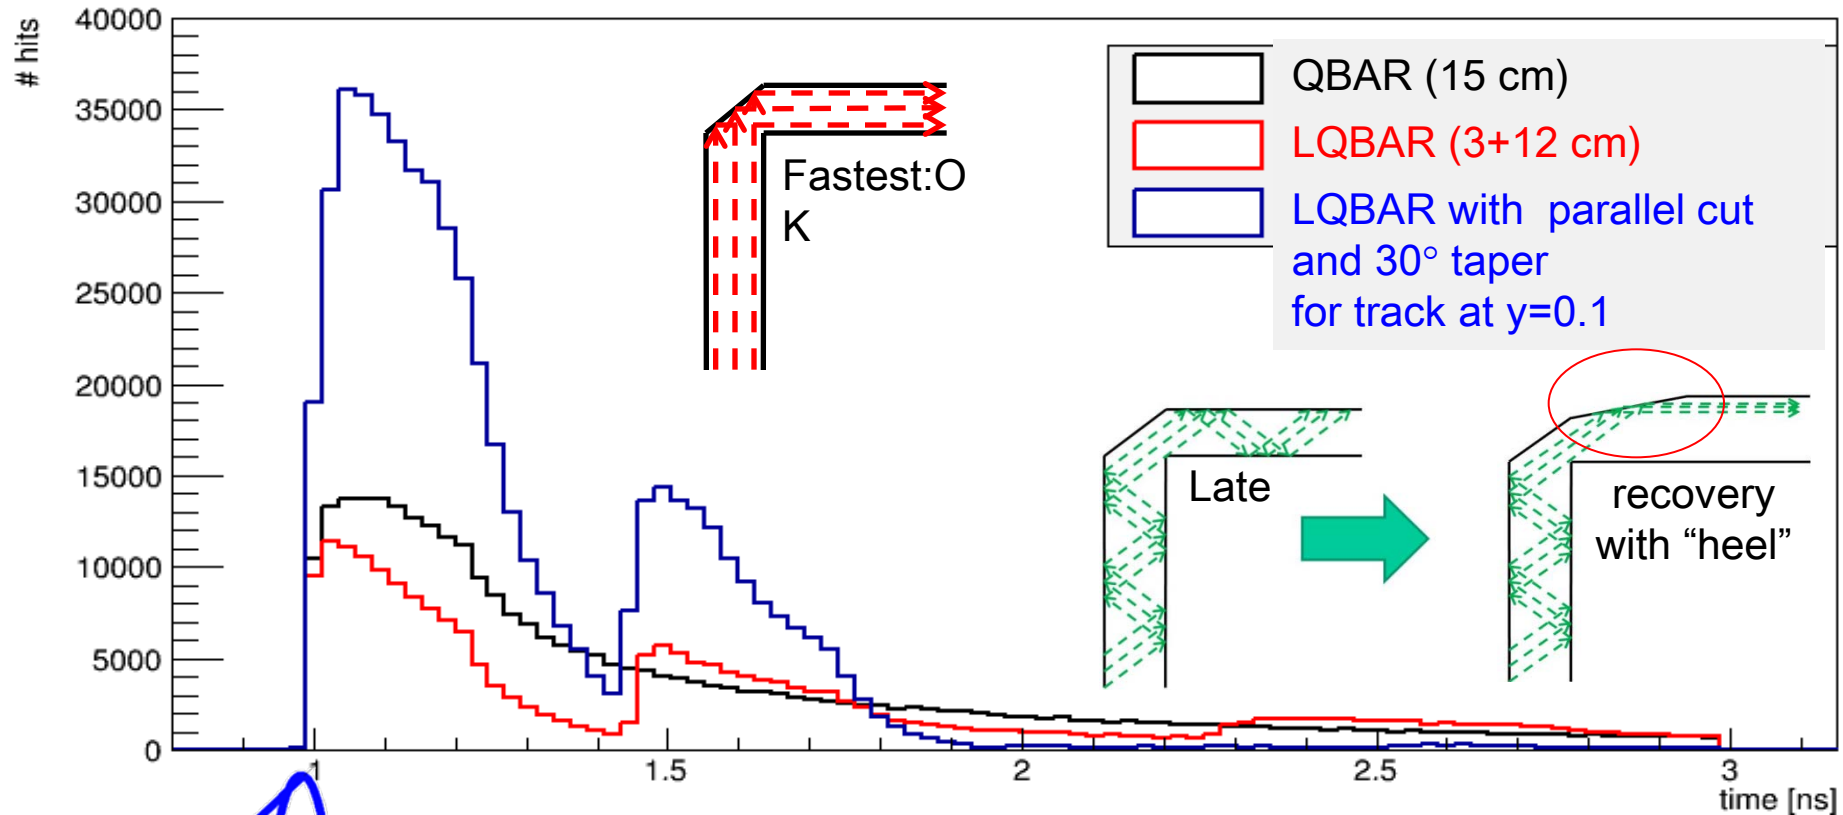 # hits
40000
35000
30000
25000
20000
15000
10000
5000
0
1
1.5
2
2.5
3
time [ns]
QBAR (15 cm)
LQBAR (3+12 cm)
LQBAR with parallel cut
and 30° taper
for track at y=0.1
Fastest:O
K
Late
recovery
with “heel”